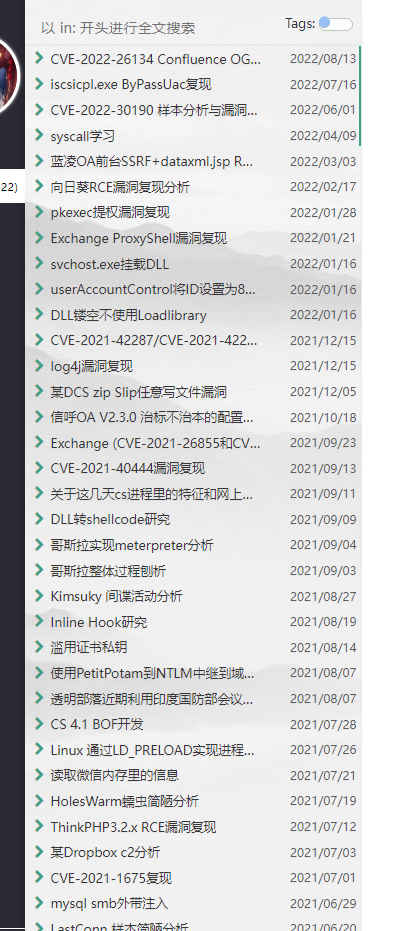 以 in: 开头进行全文搜索 Tags:
CVE-2022-26134 Confluence OG... 2022/08/13
iscsicpl.exe ByPassUac复现 2022/07/16
CVE-2022-30190 样本分析与漏洞... 2022/06/01
syscall学习 2022/04/09
蓝凌OA前台SSRF+dataxml.jsp R... 2022/03/03
22) 向日葵RCE漏洞复现分析 2022/02/17
pkexec提权漏洞复现 2022/01/28
Exchange ProxyShell漏洞复现 2022/01/21
svchost.exe挂载DLL 2022/01/16
userAccountControl将ID设置为8... 2022/01/16
DLL镂空不使用Loadlibrary 2022/01/16
CVE-2021-42287/CVE-2021-422... 2021/12/15
log4j漏洞复现 2021/12/15
某DCS zip Slip任意写文件漏洞 2021/12/05
信呼OA V2.3.0 治标不治本的配置... 2021/10/18
Exchange (CVE-2021-26855和CV... 2021/09/23
CVE-2021-40444漏洞复现 2021/09/13
关于这几天cs进程里的特征和网上... 2021/09/11
DLL转shellcode研究 2021/09/09
哥斯拉实现meterpreter分析 2021/09/04
哥斯拉整体过程刨析 2021/09/03
Kimsuky 间谍活动分析 2021/08/27
Inline Hook研究 2021/08/19
滥用证书私钥 2021/08/14
使用PetitPotam到NTLM中继到域... 2021/08/07
透明部落近期利用印度国防部会议... 2021/08/07
CS 4.1 BOF开发 2021/07/28
Linux 通过LD_PRELOAD实现进程... 2021/07/26
读取微信内存里的信息 2021/07/21
HolesWarm蠕虫简陋分析 2021/07/19
ThinkPHP3.2.x RCE漏洞复现 2021/07/12
某Dropbox c2分析 2021/07/03
CVE-2021-1675复现 2021/07/01
mysql smb外带注入 2021/06/29
LastConn 样本简陋分析 2021/06/20